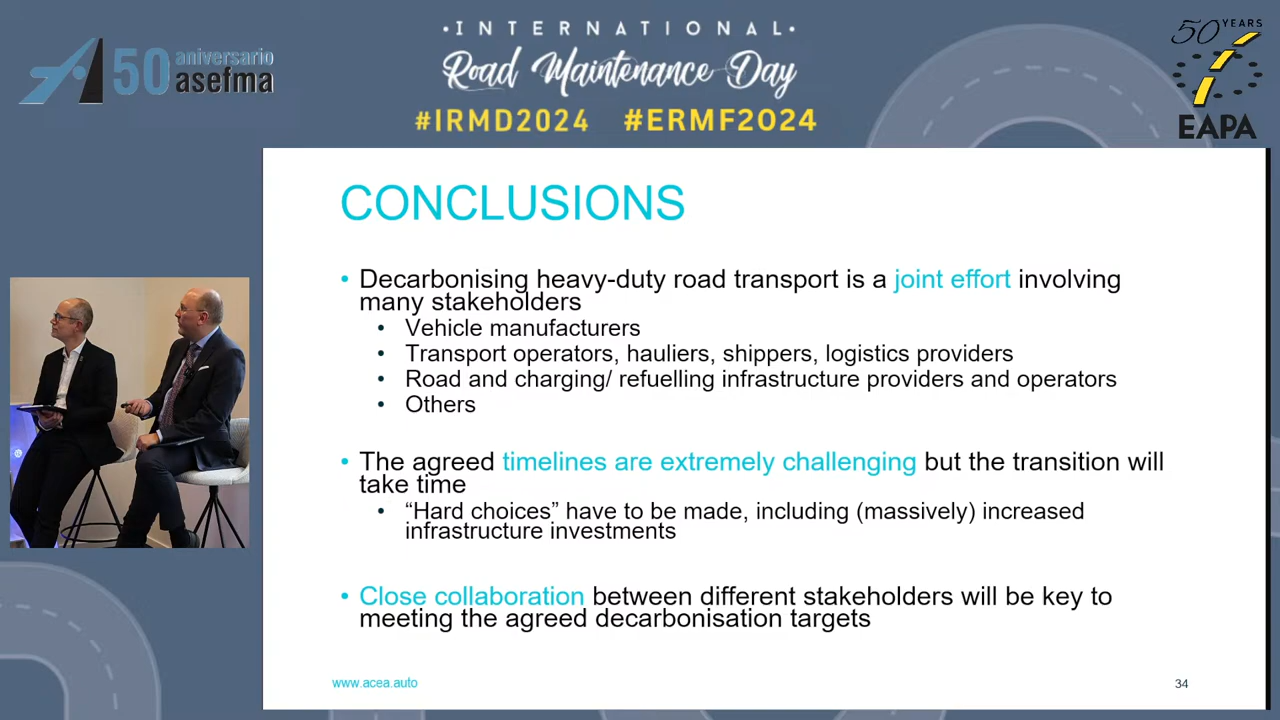 50 aniversario
asefma
·INTERNATIONAL·
Road Maintenance Day
#IRMD2024 #ERMF2024
50 YEARS
EAPA
CONCLUSIONS
• Decarbonising heavy-duty road transport is a joint effort involving
many stakeholders
• Vehicle manufacturers
• Transport operators, hauliers, shippers, logistics providers
• Road and charging/ refuelling infrastructure providers and operators
• Others
• The agreed timelines are extremely challenging but the transition will
take time
• “Hard choices” have to be made, including (massively) increased
infrastructure investments
• Close collaboration between different stakeholders will be key to
meeting the agreed decarbonisation targets
www.acea.auto
34